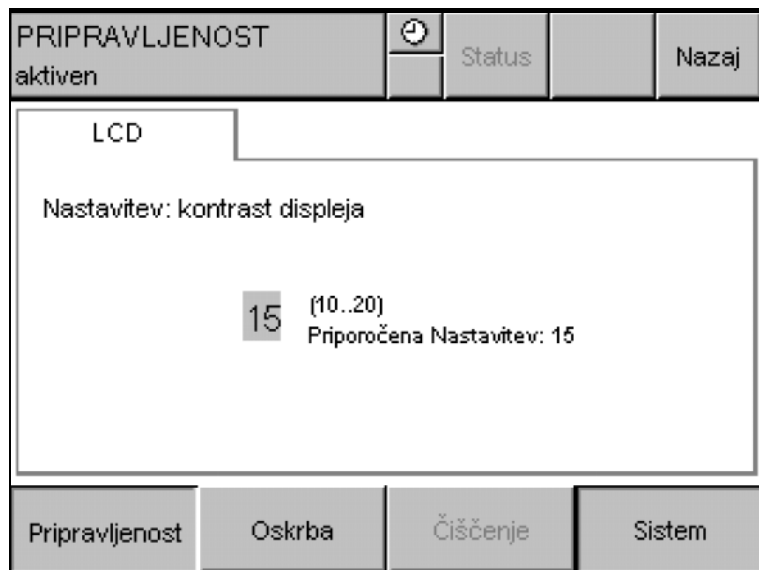 PRIPRAVLJENOST
aktiven
Status
Nazaj
LCD
Nastavitev: kontrast displeja
15
(10..20)
Priporočena Nastavitev: 15
Pripravljenost
Oskrba
Čiščenje
Sistem